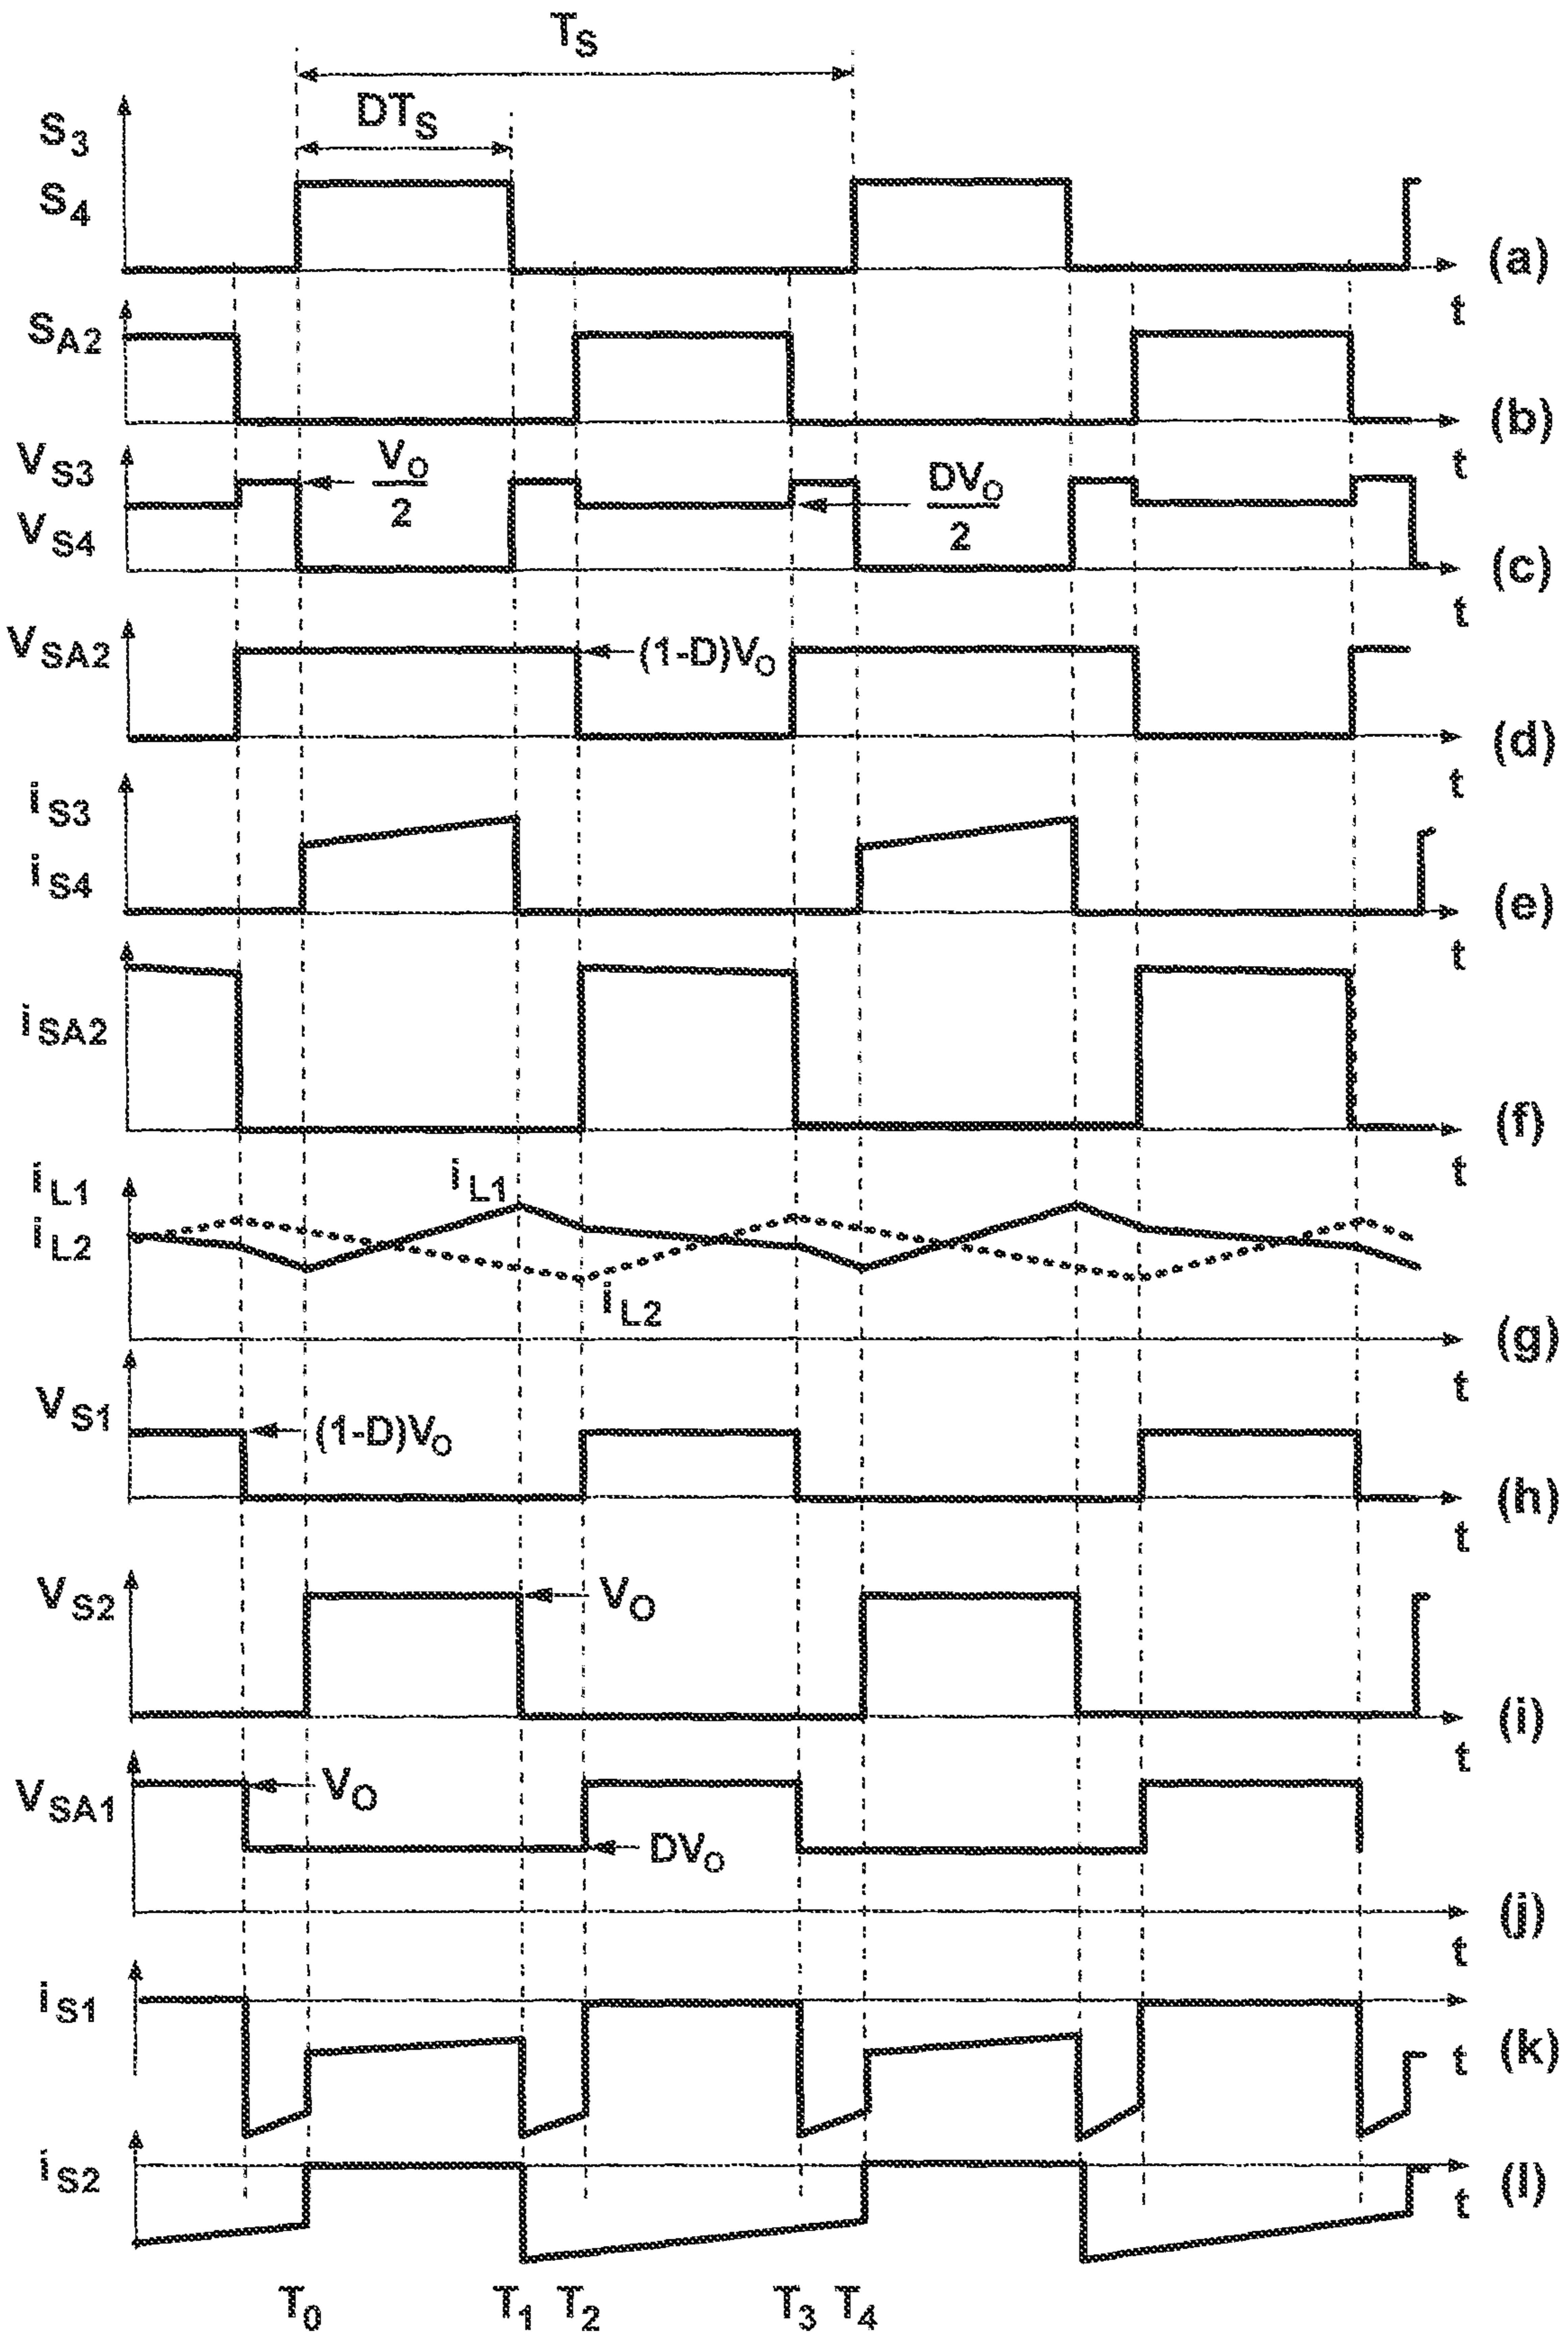 T_S
DT_S
S_3
S_4
(a)
t
S_A2
(b)
t
V_S3
V_O/2
DV_O/2
V_S4
(c)
t
V_SA2
(1-D)V_O
(d)
t
i_S3
i_S4
(e)
t
i_SA2
(f)
t
i_L1
i_L1
i_L2
i_L2
(g)
t
V_S1
(1-D)V_O
(h)
t
V_S2
V_O
(i)
t
V_SA1
V_O
DV_O
(j)
t
i_S1
t
(k)
i_S2
t
(l)
T_0 T_1 T_2 T_3 T_4